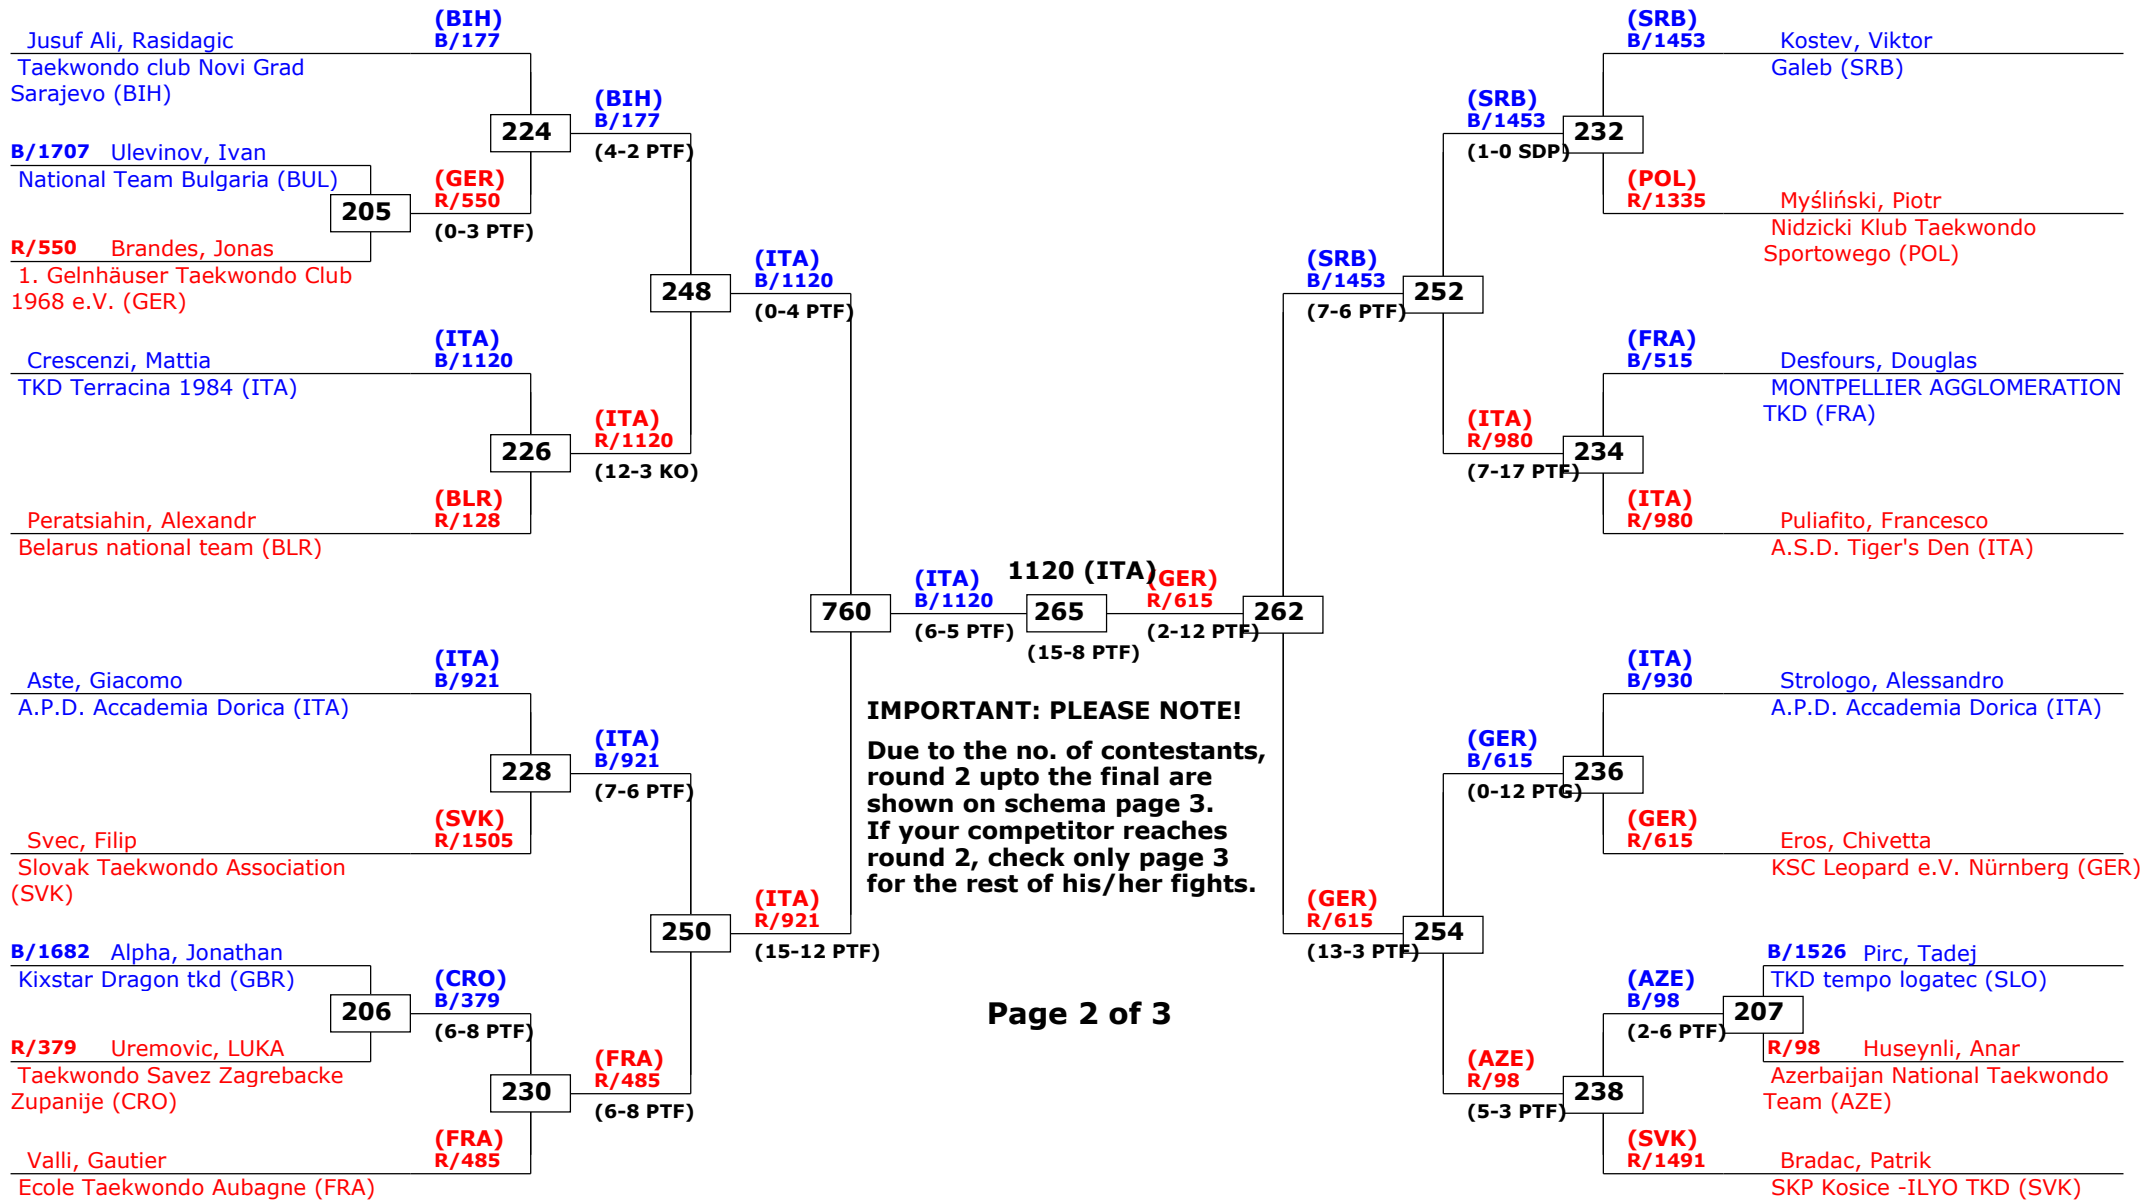 (BIH)
Jusuf Ali, Rasidagic B/177
Taekwondo club Novi Grad
Sarajevo (BIH)
(BIH)
B/177
224
(4-2 PTF)
B/1707 Ulevinov, Ivan
National Team Bulgaria (BUL)
(GER)
R/550
205
(0-3 PTF)
R/550 Brandes, Jonas
1. Gelnhäuser Taekwondo Club
1968 e.V. (GER)
(ITA)
B/1120
248
(0-4 PTF)
(ITA)
Crescenzi, Mattia B/1120
TKD Terracina 1984 (ITA)
(ITA)
R/1120
226
(12-3 KO)
(BLR)
Peratsiahin, Alexandr R/128
Belarus national team (BLR)
760
(ITA)
B/1120
(6-5 PTF)
1120 (ITA)
265
(15-8 PTF)
(GER)
R/615
262
(2-12 PTF)
(ITA)
Aste, Giacomo B/921
A.P.D. Accademia Dorica (ITA)
(ITA)
B/921
228
(7-6 PTF)
(SVK)
Svec, Filip R/1505
Slovak Taekwondo Association
(SVK)
(ITA)
R/921
250
(15-12 PTF)
B/1682 Alpha, Jonathan
Kixstar Dragon tkd (GBR)
(CRO)
B/379
206
(6-8 PTF)
R/379 Uremovic, LUKA
Taekwondo Savez Zagrebacke
Zupanije (CRO)
(FRA)
R/485
230
(6-8 PTF)
(FRA)
Valli, Gautier R/485
Ecole Taekwondo Aubagne (FRA)
IMPORTANT: PLEASE NOTE!
Due to the no. of contestants,
round 2 upto the final are
shown on schema page 3.
If your competitor reaches
round 2, check only page 3
for the rest of his/her fights.
Page 2 of 3
(SRB)
B/1453 Kostev, Viktor
Galeb (SRB)
(SRB)
B/1453
232
(1-0 SDP)
(POL)
R/1335 Myśliński, Piotr
Nidzicki Klub Taekwondo
Sportowego (POL)
(SRB)
B/1453
252
(7-6 PTF)
(FRA)
B/515 Desfours, Douglas
MONTPELLIER AGGLOMERATION
TKD (FRA)
(ITA)
R/980
234
(7-17 PTF)
(ITA)
R/980 Puliafito, Francesco
A.S.D. Tiger's Den (ITA)
(ITA)
B/930 Strologo, Alessandro
A.P.D. Accademia Dorica (ITA)
(GER)
B/615
236
(0-12 PTG)
(GER)
R/615 Eros, Chivetta
KSC Leopard e.V. Nürnberg (GER)
(GER)
R/615
254
(13-3 PTF)
B/1526 Pirc, Tadej
TKD tempo logatec (SLO)
(AZE)
B/98
207
(2-6 PTF)
R/98 Huseynli, Anar
Azerbaijan National Taekwondo
Team (AZE)
(AZE)
R/98
238
(5-3 PTF)
(SVK)
R/1491 Bradac, Patrik
SKP Kosice -ILYO TKD (SVK)